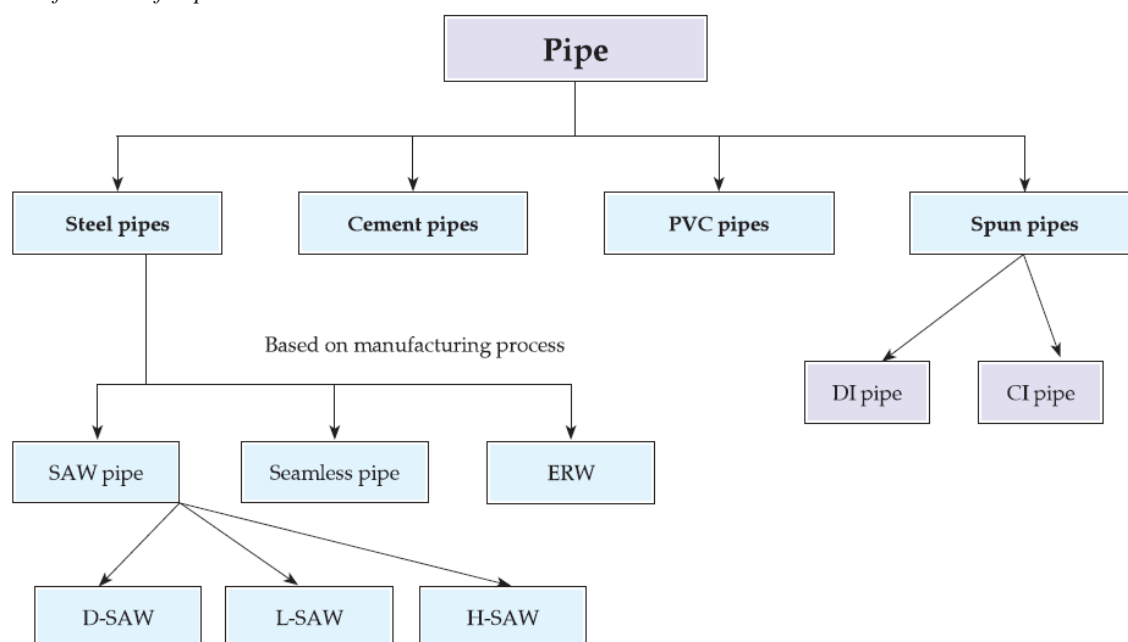 Pipe
Steel pipes
Cement pipes
PVC pipes
Spun pipes
Based on manufacturing process
DI pipe
CI pipe
SAW pipe
Seamless pipe
ERW
D-SAW
L-SAW
H-SAW